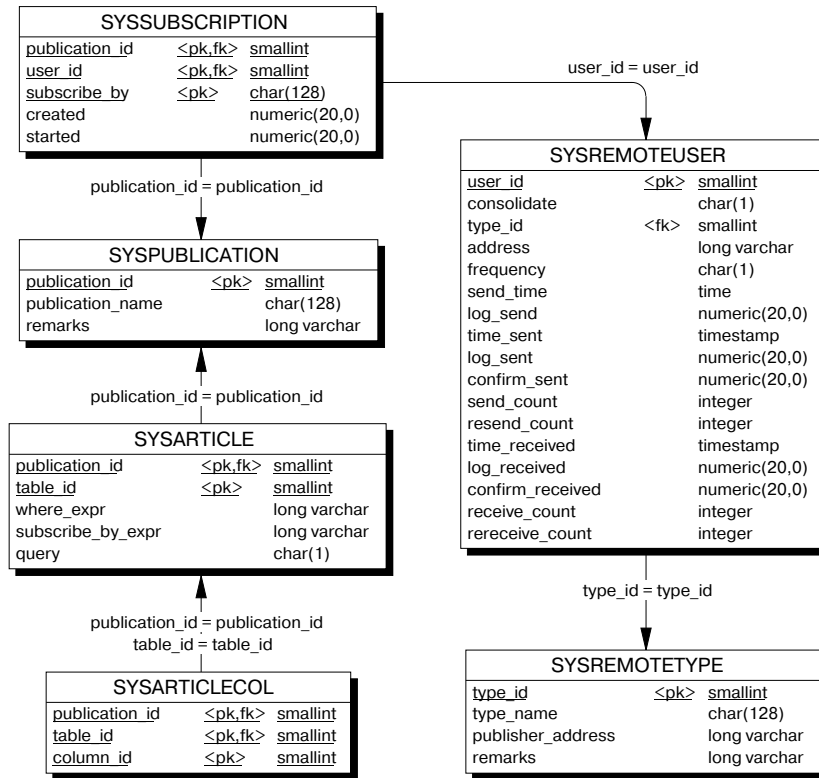 SYSSUBSCRIPTION
publication_id <pk,fk> smallint
user_id <pk,fk> smallint
subscribe_by <pk> char(128)
created numeric(20,0)
started numeric(20,0)
user_id = user_id
publication_id = publication_id
SYSPUBLICATION
publication_id <pk> smallint
publication_name char(128)
remarks long varchar
publication_id = publication_id
SYSARTICLE
publication_id <pk,fk> smallint
table_id <pk> smallint
where_expr long varchar
subscribe_by_expr long varchar
query char(1)
publication_id = publication_id
table_id = table_id
SYSARTICLECOL
publication_id <pk,fk> smallint
table_id <pk,fk> smallint
column_id <pk> smallint
SYSREMOTEUSER
user_id <pk> smallint
consolidate char(1)
type_id <fk> smallint
address long varchar
frequency char(1)
send_time time
log_send numeric(20,0)
time_sent timestamp
log_sent numeric(20,0)
confirm_sent numeric(20,0)
send_count integer
resend_count integer
time_received timestamp
log_received numeric(20,0)
confirm_received numeric(20,0)
receive_count integer
rereceive_count integer
type_id = type_id
SYSREMOTETYPE
type_id <pk> smallint
type_name char(128)
publisher_address long varchar
remarks long varchar